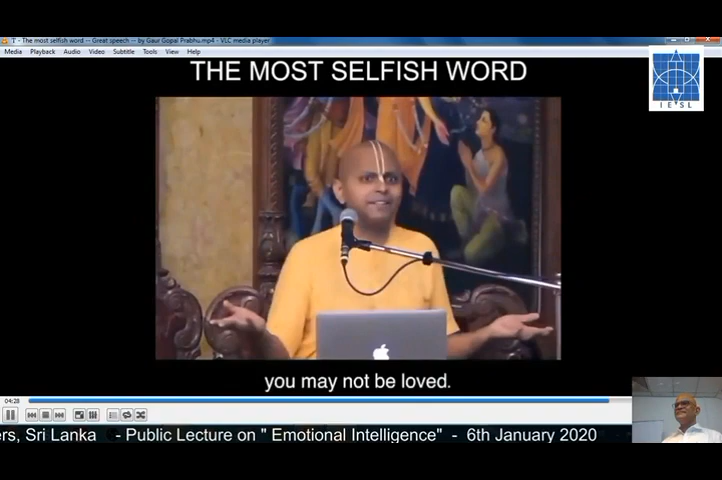 T - The most selfish word -- Great speech -- by Gaur Gopal Prabhu.mp4 - VLC media player
Media Playback Audio Video Subtitle Tools View Help
THE MOST SELFISH WORD
IESL
you may not be loved.
04:28
ers, Sri Lanka - Public Lecture on " Emotional Intelligence" - 6th January 2020